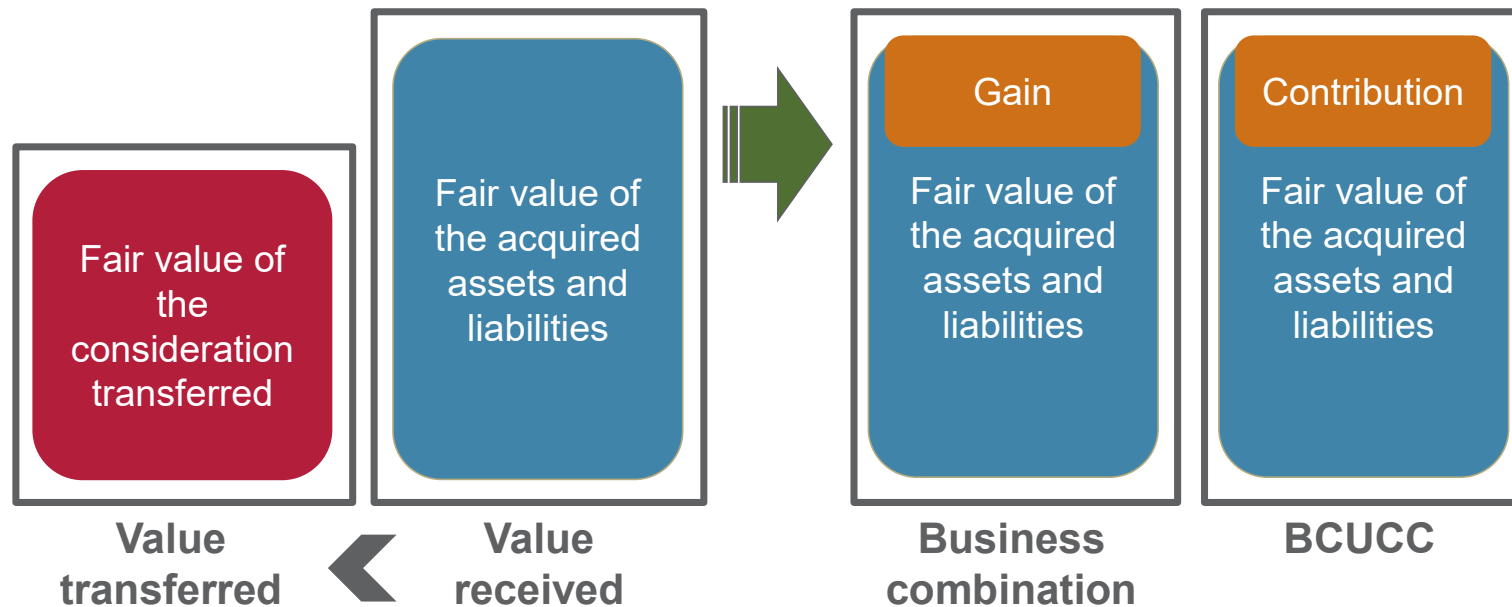 Fair value of
the
consideration
transferred
Value
transferred
Fair value of
the acquired
assets and
liabilities
Value
received
Gain
Fair value of
the acquired
assets and
liabilities
Business
combination
Contribution
Fair value of
the acquired
assets and
liabilities
BCUCC